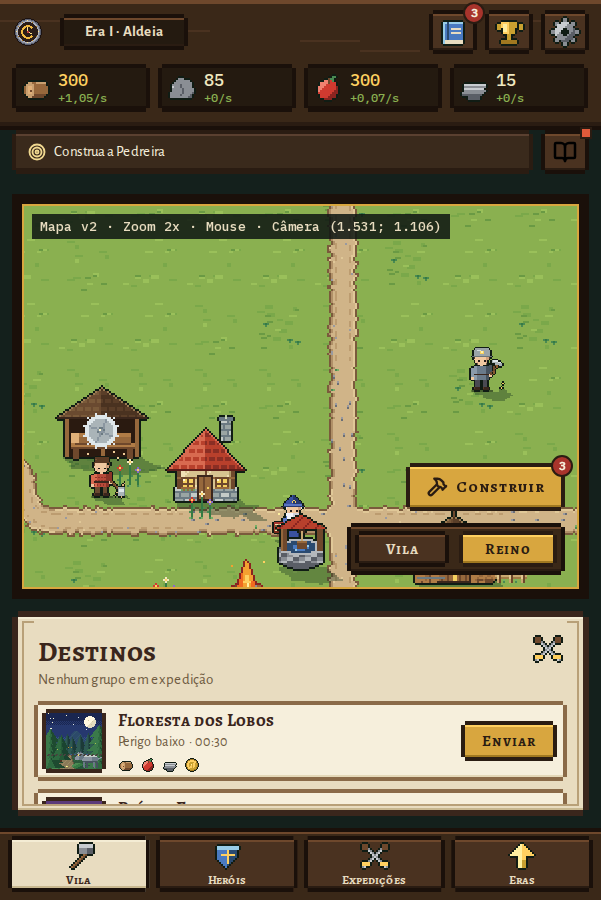 Era I · Aldeia
3
300
+1,05/s
85
+0/s
300
+0,07/s
15
+0/s
Construa a Pedreira
Mapa v2 · Zoom 2x · Mouse · Câmera (1.531; 1.106)
3
Construir
Vila
Reino
Destinos
Nenhum grupo em expedição
Floresta dos Lobos
Perigo baixo · 00:30
Enviar
Vila
Heróis
Expedições
Eras